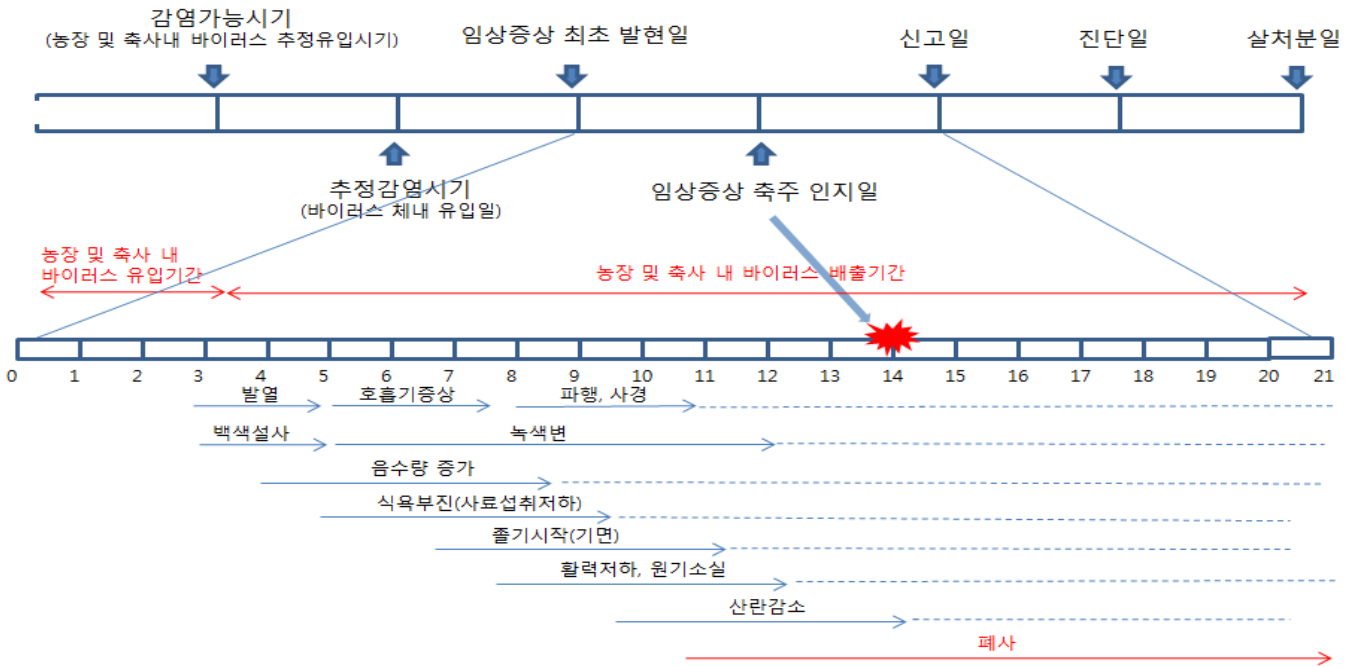 감염가능시기
(농장 및 축사내 바이러스 추정유입시기)
임상증상 최초 발현일
신고일
진단일
살처분일
추정감염시기
(바이러스 체내 유입일)
임상증상 축주 인지일
농장 및 축사 내
바이러스 유입기간
농장 및 축사 내 바이러스 배출기간
0 1 2 3 4 5 6 7 8 9 10 11 12 13 14 15 16 17 18 19 20 21
발열
호흡기증상
파행, 사경
백색설사
녹색변
음수량 증가
식욕부진(사료섭취저하)
졸기시작(기면)
활력저하, 원기소실
산란감소
폐사